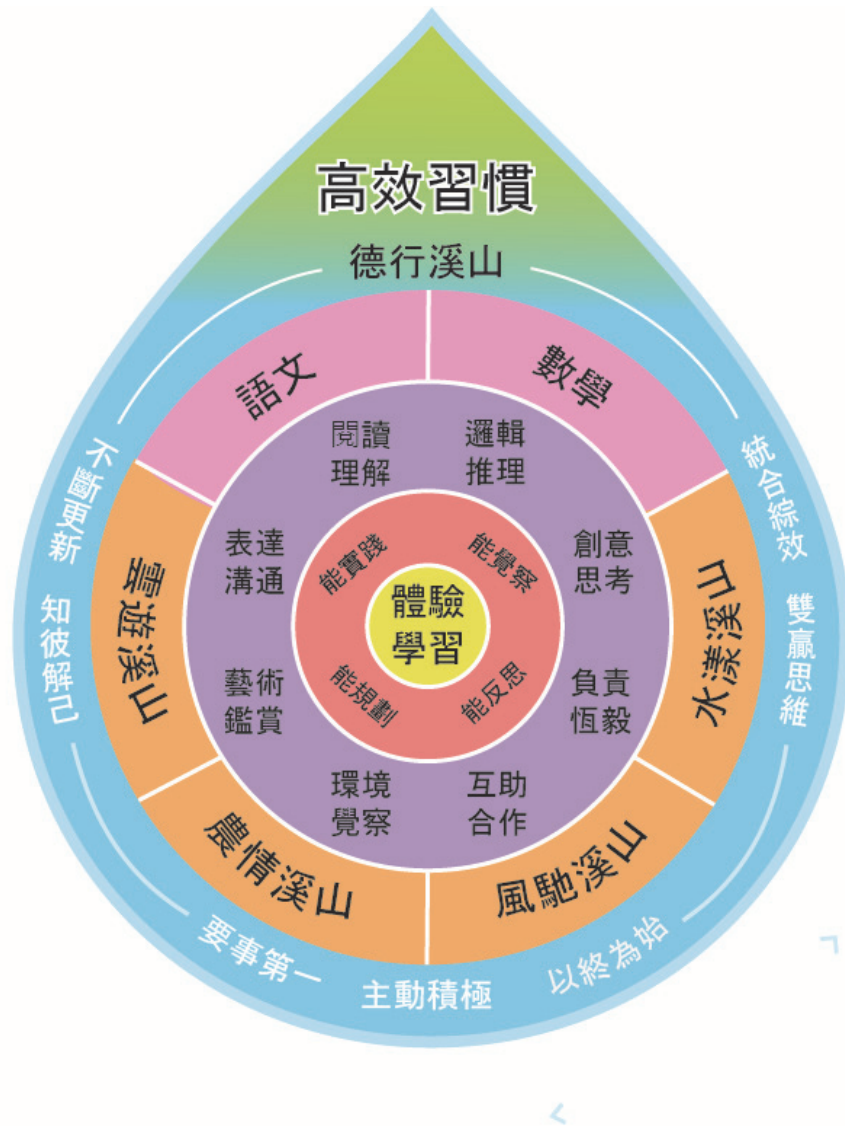 高效習慣
德行溪山
語文
數學
閱讀
理解
邏輯
推理
不斷更新
統合綜效
表達
溝通
能實踐
能覺察
創意
思考
雲遊溪山
體驗
學習
水漾溪山
知彼解己
雙贏思維
藝術
鑑賞
能規劃
能反思
負責
恆毅
環境
覺察
互助
合作
農情溪山
風馳溪山
要事第一
主動積極
以終為始